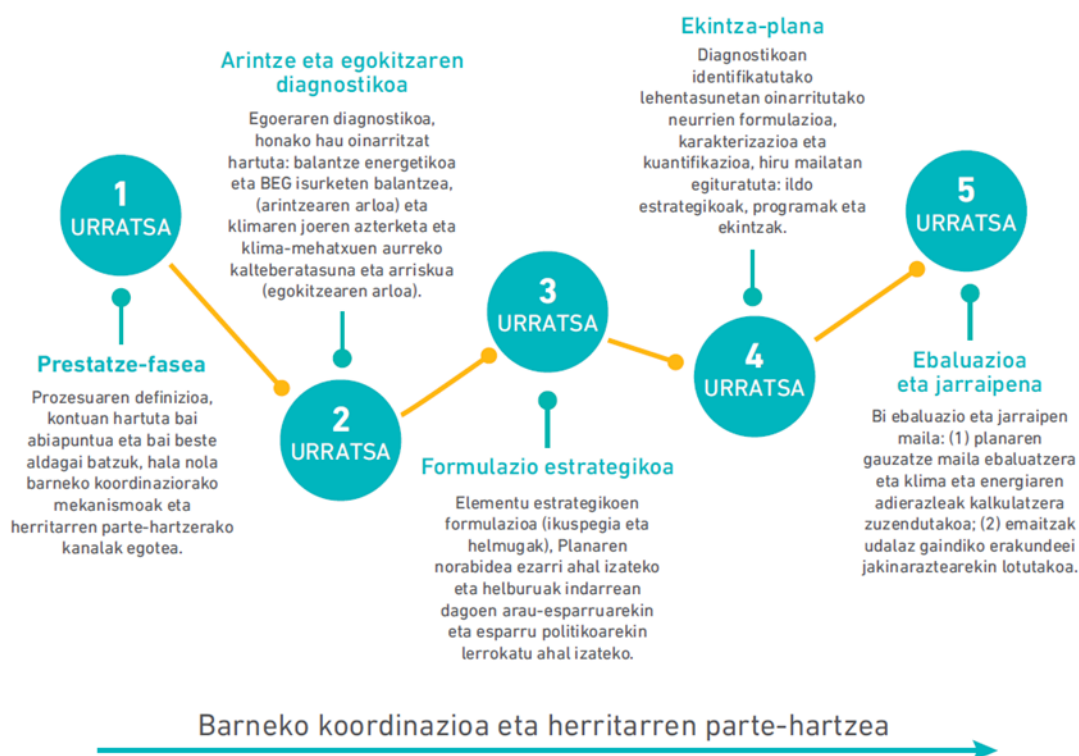 1
URRATSA
Prestatze-fasea
Prozesuaren definizioa,
kontuan hartuta bai
abiapuntua eta bai beste
aldagai batzuk, hala nola
barneko koordinaziorako
mekanismoak eta
herritarren parte-hartzerako
kanalak egotea.
Arintze eta egokitzaren
diagnostikoa
Egoeraren diagnostikoa,
honako hau oinarritzat
hartuta: balantze energetikoa
eta BEG isurketen balantzea,
(arintzearen arloa) eta
klimaren joeren azterketa eta
klima-mehatxuen aurreko
kalteberatasuna eta arriskua
(egokitzearen arloa).
2
URRATSA
3
URRATSA
Formulazio estrategikoa
Elementu estrategikoen
formulazioa (ikuspegia eta
helmugak), Planaren
norabidea ezarri ahal izateko
eta helburuak indarrean
dagoen arau-esparruarekin
eta esparru politikoarekin
lerrokatu ahal izateko.
Ekintza-plana
Diagnostikoan
identifikatutako
lehentasunetan oinarritutako
neurrien formulazioa,
karakterizazioa eta
kuantifikazioa, hiru mailatan
egituratuta: ildo
estrategikoak, programak eta
ekintzak.
4
URRATSA
5
URRATSA
Ebaluazioa
eta jarraipena
Bi ebaluazio eta jarraipen
maila: (1) planaren
gauzatze maila ebaluatzera
eta klima eta energiaren
adierazleak kalkulatzera
zuzendutakoa; (2) emaitzak
udalaz gaindiko erakundeei
jakinaraztearekin lotutakoa.
Barneko koordinazioa eta herritarren parte-hartzea